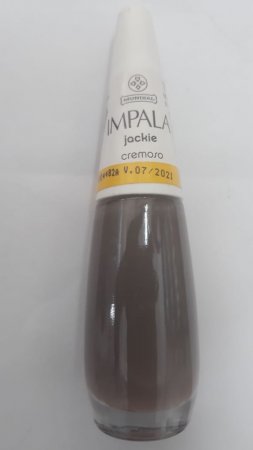 MUNDIAL
IMPALA
jackie
cremoso
V.07/2021